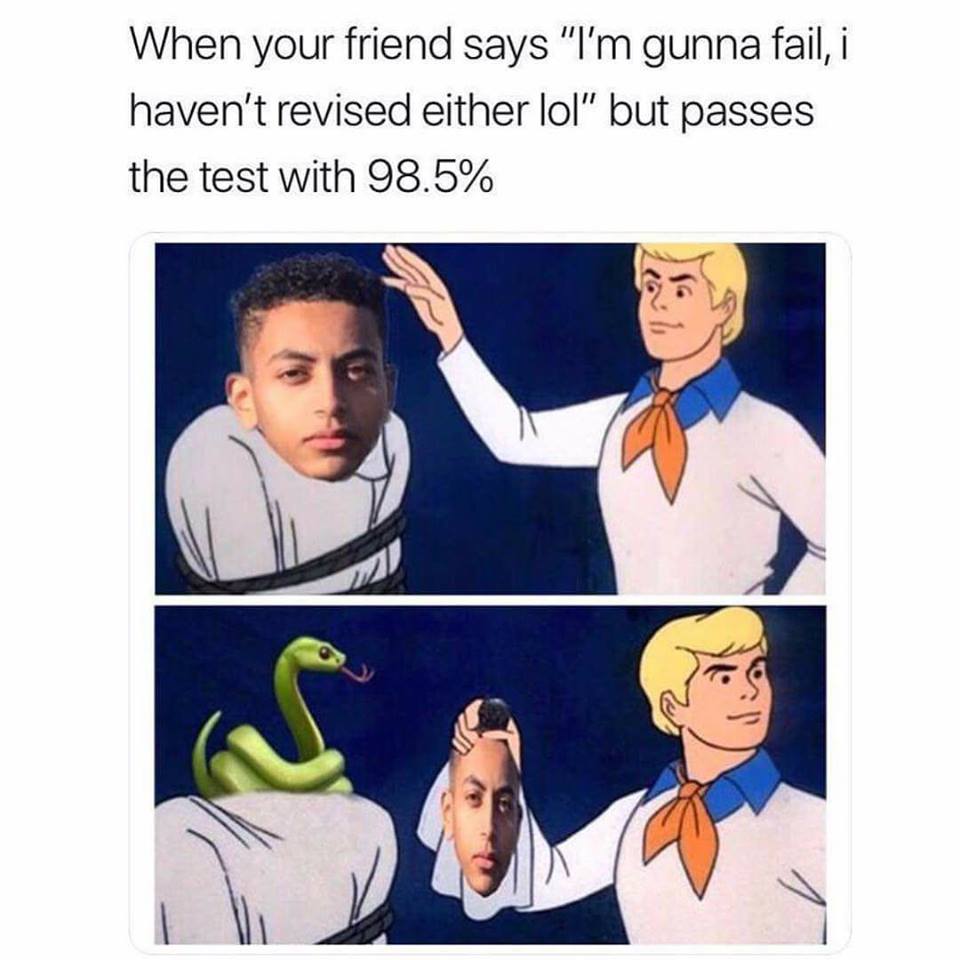 When your friend says "I'm gunna fail, i
haven't revised either lol" but passes
the test with 98.5%